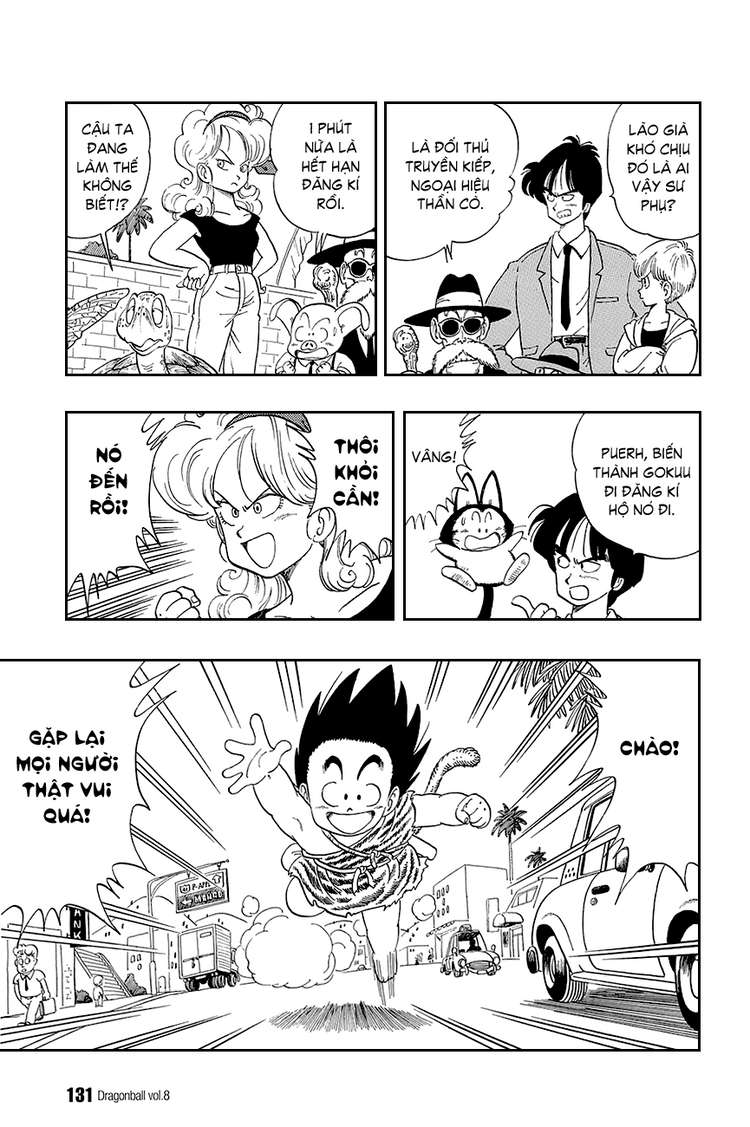 LÃO GIÀ
KHÓ CHỊU
ĐÓ LÀ AI
VẬY SƯ
PHỤ?
LÀ ĐỐI THỦ
TRUYỀN KIẾP,
NGOẠI HIỆU
THẦN CỎ.
1 PHÚT
NỮA LÀ
HẾT HẠN
ĐĂNG KÍ
RỒI.
CẬU TA
ĐANG
LÀM THẾ
KHÔNG
BIẾT!?
PUERH, BIẾN
THÀNH GOKUU
ĐI ĐĂNG KÍ
HỘ NÓ ĐI.
VÂNG!
THÔI
KHỎI
CẦN!
NÓ
ĐẾN
RỒI!
CHÀO!
GẶP LẠI
MỌI NGƯỜI
THẬT VUI
QUÁ!
131 Dragonball vol.8